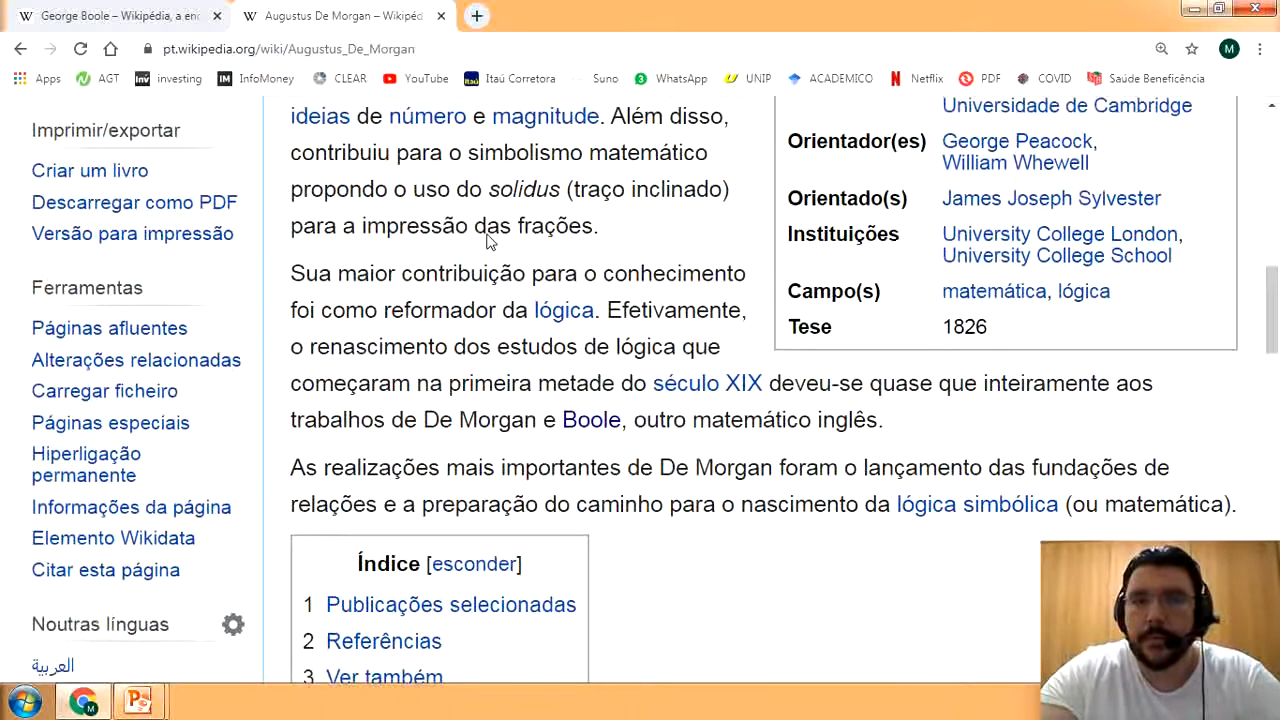 George Boole – Wikipédia, a enc
Augustus De Morgan – Wikipéd
pt.wikipedia.org/wiki/Augustus_De_Morgan
M
Apps
AGT
investing
InfoMoney
CLEAR
YouTube
Itaú Corretora
Suno
WhatsApp
UNIP
ACADEMICO
Netflix
PDF
COVID
Saúde Beneficência
Imprimir/exportar
Criar um livro
Descarregar como PDF
Versão para impressão
Ferramentas
Páginas afluentes
Alterações relacionadas
Carregar ficheiro
Páginas especiais
Hiperligação
permanente
Informações da página
Elemento Wikidata
Citar esta página
Noutras línguas
العربية
ideias de número e magnitude. Além disso,
contribuiu para o simbolismo matemático
propondo o uso do solidus (traço inclinado)
para a impressão das frações.
Sua maior contribuição para o conhecimento
foi como reformador da lógica. Efetivamente,
o renascimento dos estudos de lógica que
começaram na primeira metade do século XIX deveu-se quase que inteiramente aos
trabalhos de De Morgan e Boole, outro matemático inglês.
As realizações mais importantes de De Morgan foram o lançamento das fundações de
relações e a preparação do caminho para o nascimento da lógica simbólica (ou matemática).
Índice [esconder]
1 Publicações selecionadas
2 Referências
3 Ver também
Universidade de Cambridge
Orientador(es) George Peacock,
William Whewell
Orientado(s) James Joseph Sylvester
Instituições University College London,
University College School
Campo(s) matemática, lógica
Tese 1826